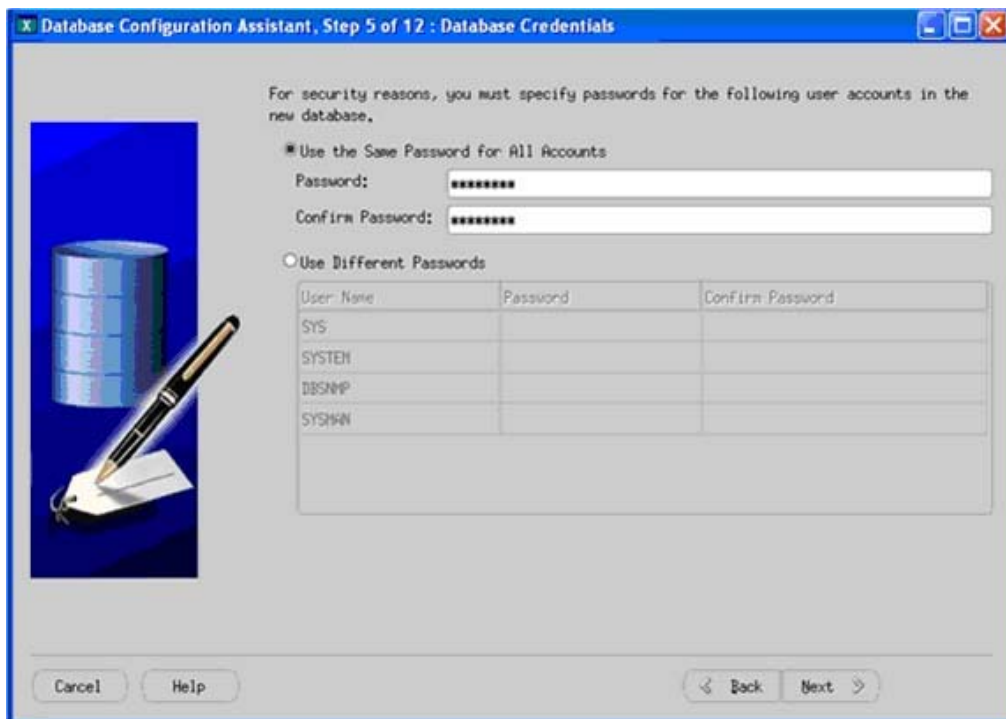 X Database Configuration Assistant, Step 5 of 12 : Database Credentials
For security reasons, you must specify passwords for the following user accounts in the
new database.
Use the Same Password for All Accounts
Password: ********
Confirm Password: ********
Use Different Passwords
User Name Password Confirm Password
SYS
SYSTEM
DBSNMP
SYSMAN
Cancel Help Back Next